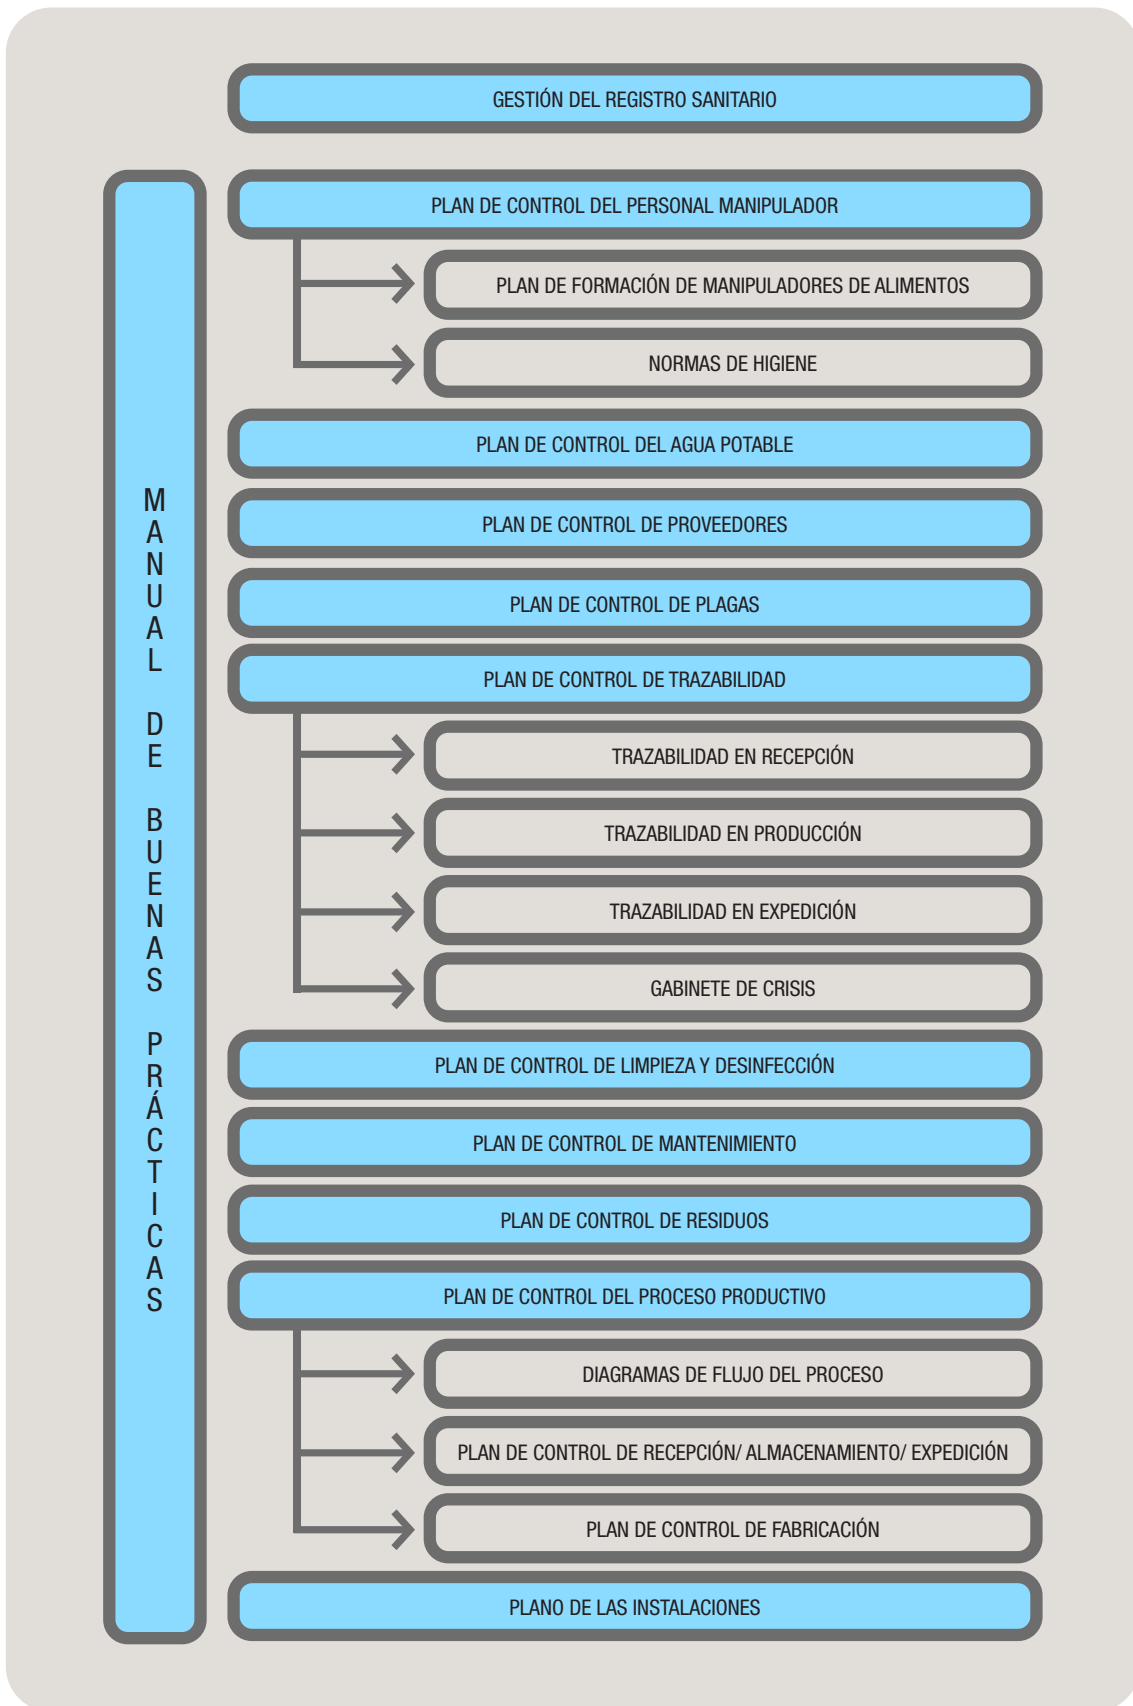 GESTIÓN DEL REGISTRO SANITARIO
MANUAL DE BUENAS PRÁCTICAS
PLAN DE CONTROL DEL PERSONAL MANIPULADOR
PLAN DE FORMACIÓN DE MANIPULADORES DE ALIMENTOS
NORMAS DE HIGIENE
PLAN DE CONTROL DEL AGUA POTABLE
PLAN DE CONTROL DE PROVEEDORES
PLAN DE CONTROL DE PLAGAS
PLAN DE CONTROL DE TRAZABILIDAD
TRAZABILIDAD EN RECEPCIÓN
TRAZABILIDAD EN PRODUCCIÓN
TRAZABILIDAD EN EXPEDICIÓN
GABINETE DE CRISIS
PLAN DE CONTROL DE LIMPIEZA Y DESINFECCIÓN
PLAN DE CONTROL DE MANTENIMIENTO
PLAN DE CONTROL DE RESIDUOS
PLAN DE CONTROL DEL PROCESO PRODUCTIVO
DIAGRAMAS DE FLUJO DEL PROCESO
PLAN DE CONTROL DE RECEPCIÓN/ ALMACENAMIENTO/ EXPEDICIÓN
PLAN DE CONTROL DE FABRICACIÓN
PLANO DE LAS INSTALACIONES